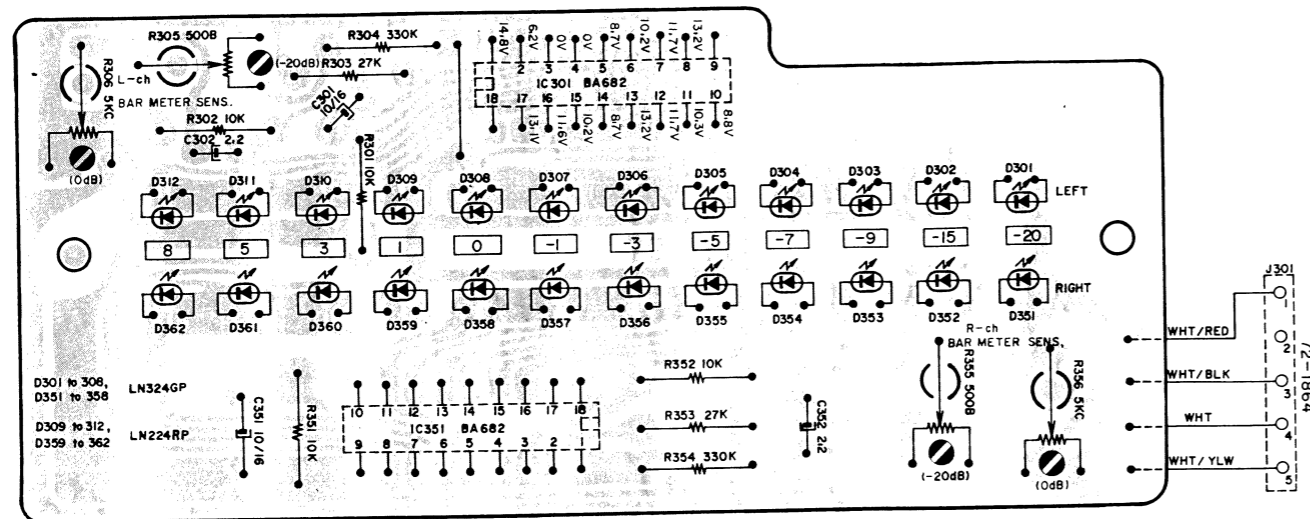 R305 500B
R304 330K
(-20dB)
R303 27K
R306 5KC
L-ch
BAR METER SENS.
C301
10/16
R302 10K
C302 2.2
R301 10K
(0dB)
14.8V 6.2V 0V 0V 8.7V 10.2V 11.7V 13.2V
1 2 3 4 5 6 7 8 9
IC301 BA682
18 17 16 15 14 13 12 11 10
13.1V 11.6V 10.2V 8.7V 13.2V 11.7V 10.3V 8.8V
D312 D311 D310 D309 D308 D307 D306 D305 D304 D303 D302 D301
LEFT
8 5 3 1 0 -1 -3 -5 -7 -9 -15 -20
RIGHT
D362 D361 D360 D359 D358 D357 D356 D355 D354 D353 D352 D351
J301
2
3
4
5
72-1864
WHT/RED
WHT/BLK
WHT
WHT/YLW
R-ch
BAR METER SENS.
R355 500B
R356 5KC
(-20dB)
(0dB)
D301 to 308,
D351 to 358
LN324GP
D309 to 312,
D359 to 362
LN224RP
C351 10/16
R351 10K
10 11 12 13 14 15 16 17 18
IC351 BA682
9 8 7 6 5 4 3 2
R352 10K
R353 27K
R354 330K
C352
2.2